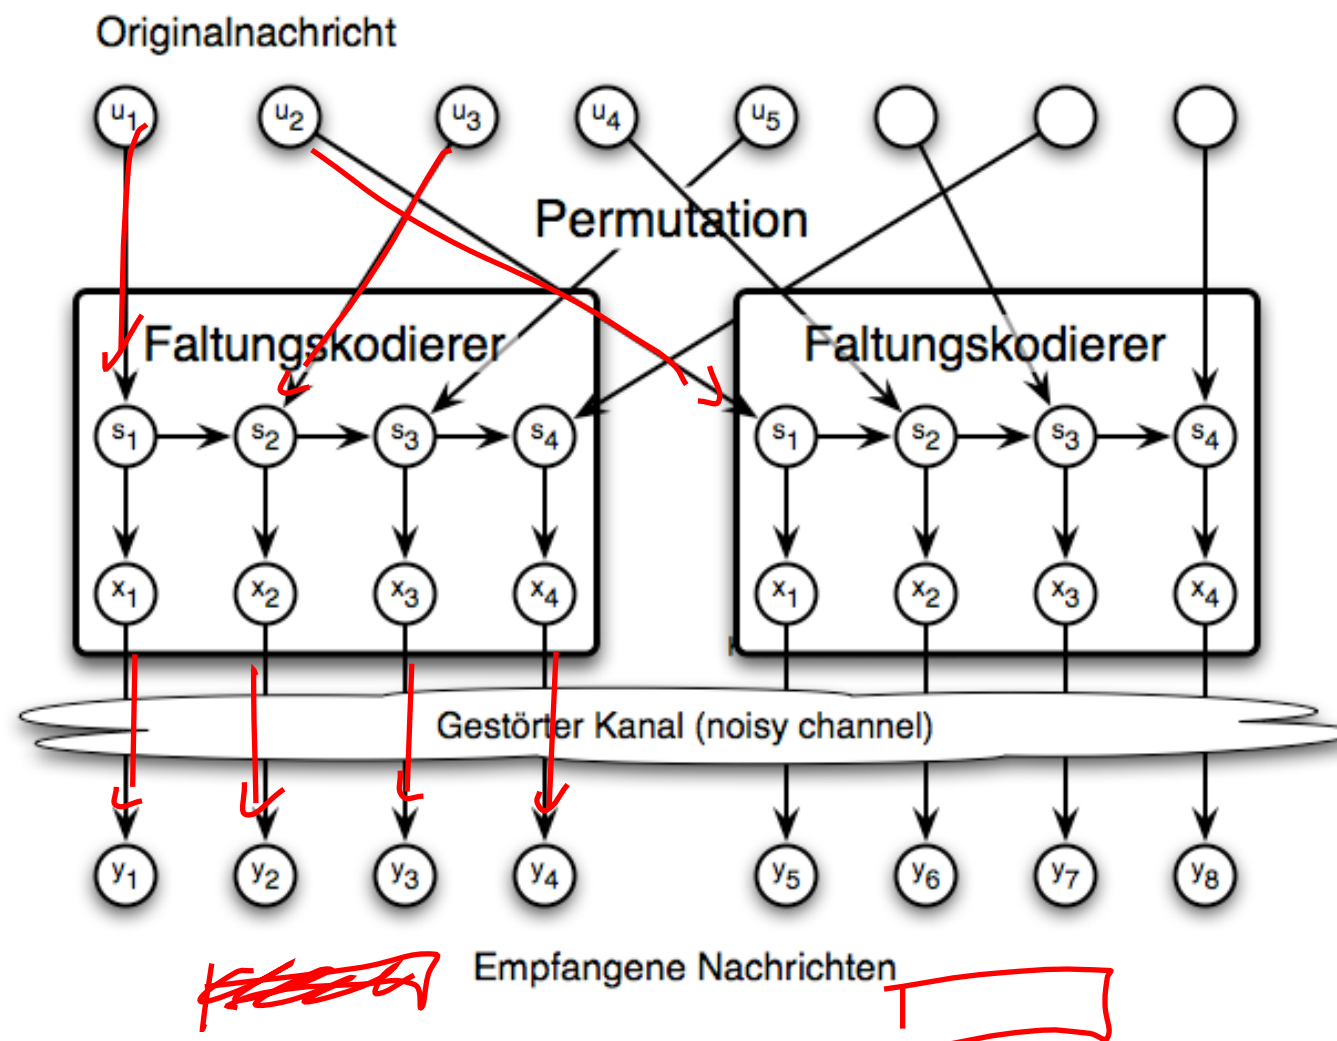 Originalnachricht
u1 u2 u3 u4 u5
Permutation
Faltungskodierer Faltungskodierer
s1 s2 s3 s4 s1 s2 s3 s4
x1 x2 x3 x4 x1 x2 x3 x4
Gestörter Kanal (noisy channel)
y1 y2 y3 y4 y5 y6 y7 y8
Empfangene Nachrichten